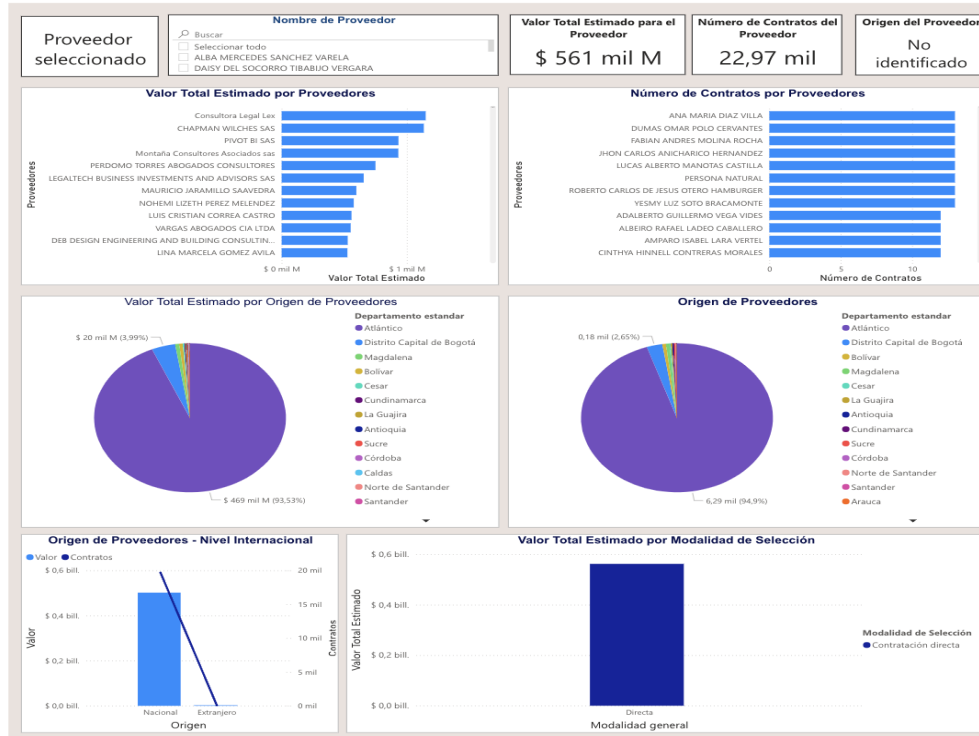 Proveedor
seleccionado
Nombre de Proveedor
Buscar
Seleccionar todo
ALBA MERCEDES SANCHEZ VARELA
DAISY DEL SOCORRO TIBABIJO VERGARA
Valor Total Estimado para el
Proveedor
$ 561 mil M
Número de Contratos del
Proveedor
22,97 mil
Origen del Proveedor
No
identificado
Valor Total Estimado por Proveedores
Proveedores
Consultora Legal Lex
CHAPMAN WILCHES SAS
PIVOT BI SAS
Montaña Consultores Asociados sas
PERDOMO TORRES ABOGADOS CONSULTORES
LEGALTECH BUSINESS INVESTMENTS AND ADVISORS SAS
MAURICIO JARAMILLO SAAVEDRA
NOHEMI LIZETH PEREZ MELENDEZ
LUIS CRISTIAN CORREA CASTRO
VARGAS ABOGADOS CIA LTDA
DEB DESIGN ENGINEERING AND BUILDING CONSULTIN...
LINA MARCELA GOMEZ AVILA
$ 0 mil M
$ 1 mil M
Valor Total Estimado
Número de Contratos por Proveedores
Proveedores
ANA MARIA DIAZ VILLA
DUMAS OMAR POLO CERVANTES
FABIAN ANDRES MOLINA ROCHA
JHON CARLOS ANICHARICO HERNANDEZ
LUCAS ALBERTO MANOTAS CASTILLA
PERSONA NATURAL
ROBERTO CARLOS DE JESUS OTERO HAMBURGER
YESMY LUZ SOTO BRACAMONTE
ADALBERTO GUILLERMO VEGA VIDES
ALBEIRO RAFAEL LADEO CABALLERO
AMPARO ISABEL LARA VERTEL
CINTHYA HINNELL CONTRERAS MORALES
0
5
10
Número de Contratos
Valor Total Estimado por Origen de Proveedores
$ 20 mil M (3,99%)
$ 469 mil M (93,53%)
Departamento estandar
Atlántico
Distrito Capital de Bogotá
Magdalena
Bolivar
Cesar
Cundinamarca
La Guajira
Antioquia
Sucre
Córdoba
Caldas
Norte de Santander
Santander
Origen de Proveedores
0,18 mil (2,65%)
6,29 mil (94,9%)
Departamento estandar
Atlántico
Distrito Capital de Bogotá
Bolivar
Magdalena
Cesar
La Guajira
Antioquia
Cundinamarca
Sucre
Córdoba
Norte de Santander
Santander
Arauca
Origen de Proveedores - Nivel Internacional
Valor Contratos
Valor
$ 0,6 bill.
$ 0,4 bill.
$ 0,2 bill.
$ 0,0 bill.
20 mil
15 mil
10 mil
5 mil
0 mil
Contratos
Nacional Extranjero
Origen
Valor Total Estimado por Modalidad de Selección
Valor Total Estimado
$ 0,6 bill.
$ 0,4 bill.
$ 0,2 bill.
$ 0,0 bill.
Directa
Modalidad general
Modalidad de Selección
Contratación directa